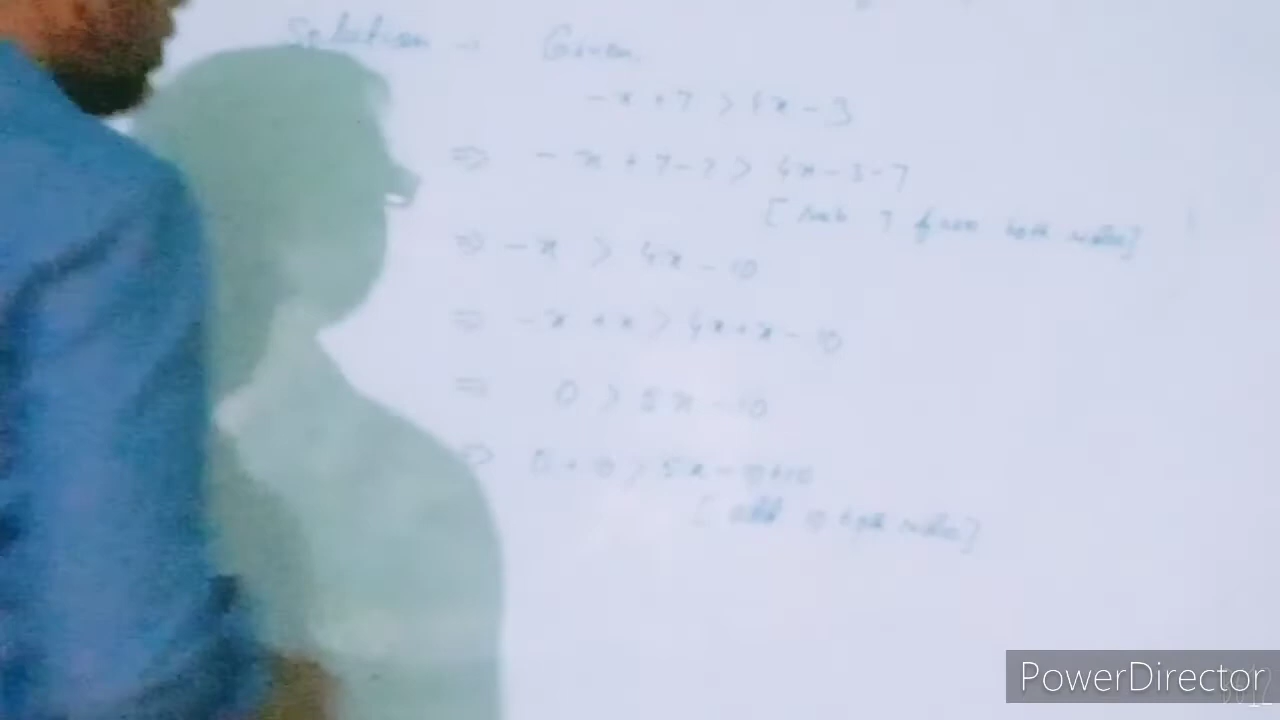 Solution → Given
-x + 7 > 4x - 3
⇒ - x + 7 - 7 > 4x - 3 - 7
[ Sub 7 from both sides]
⇒ - x > 4x - 10
⇒ - x + x > 4x + x - 10
⇒ 0 > 5x - 10
⇒ 0 + 10 > 5x - 10 + 10
[ add 10 both sides]
PowerDirector